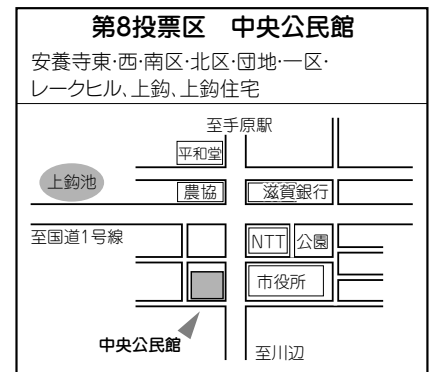 第8投票区　中央公民館
安養寺東・西・南区・北区・団地・一区・
レークヒル、上鈎、上鈎住宅
至手原駅
平和堂
上鈎池
農協
滋賀銀行
至国道1号線
NTT
公園
市役所
中央公民館
至川辺